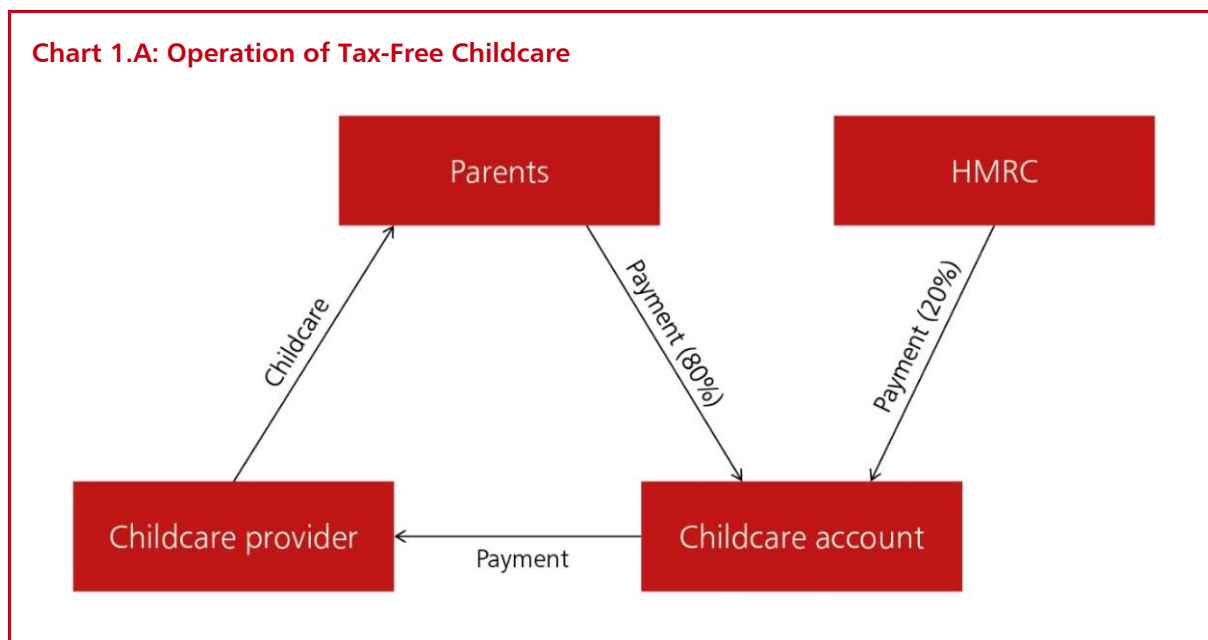 Chart 1.A: Operation of Tax-Free Childcare
Parents
HMRC
Childcare
Payment (80%)
Payment (20%)
Childcare provider
Payment
Childcare account